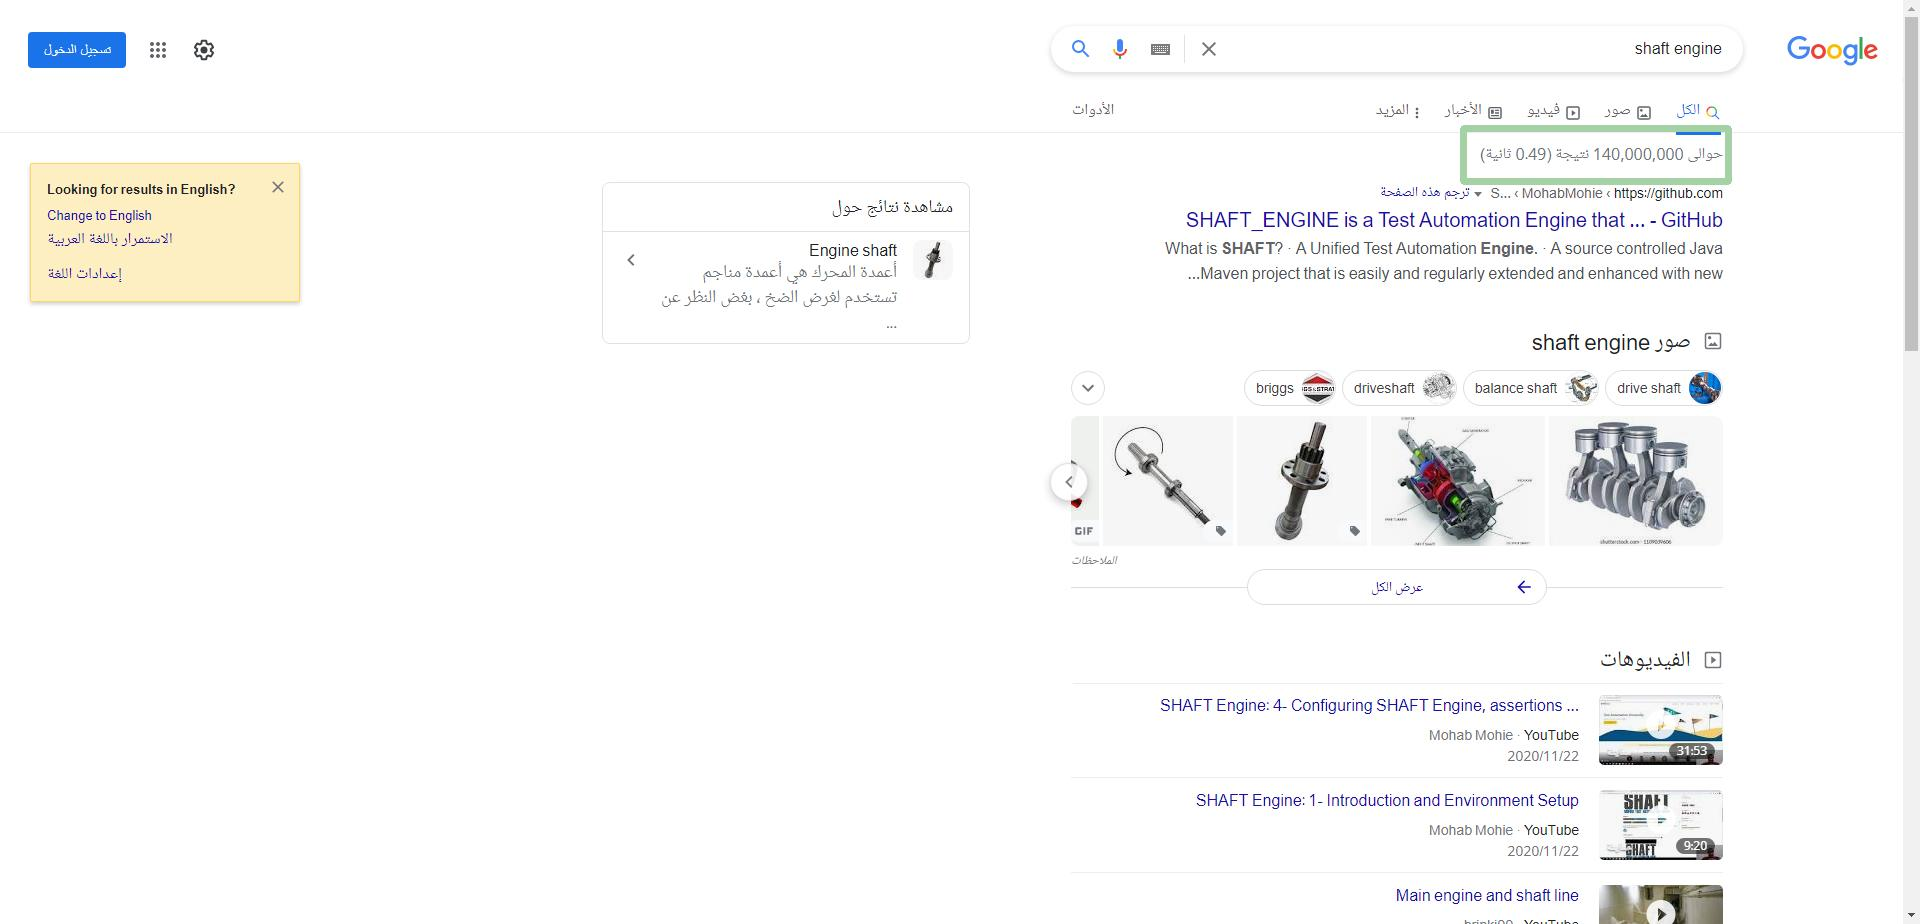 Google
shaft engine
تسجيل الدخول
الكل
صور
فيديو
الأخبار
المزيد
الأدوات
حوالى 140,000,000 نتيجة (0.49 ثانية)
https://github.com › MohabMohie › S... ترجم هذه الصفحة
SHAFT_ENGINE is a Test Automation Engine that ... - GitHub
What is SHAFT? · A Unified Test Automation Engine. · A source controlled Java
Maven project that is easily and regularly extended and enhanced with new...
صور shaft engine
drive shaft
balance shaft
driveshaft
briggs
shutterstock.com · 1109039606
GIF
الملاحظات
عرض الكل
الفيديوهات
SHAFT Engine: 4- Configuring SHAFT Engine, assertions ...
YouTube · Mohab Mohie
2020/11/22
31:53
SHAFT Engine: 1- Introduction and Environment Setup
YouTube · Mohab Mohie
2020/11/22
SHAFT
SHAFT
9:20
Main engine and shaft line
مشاهدة نتائج حول
Engine shaft
أعمدة المحرك هي أعمدة مناجم
تستخدم لغرض الضخ ، بغض النظر عن
...
Looking for results in English?
Change to English
الاستمرار باللغة العربية
إعدادات اللغة